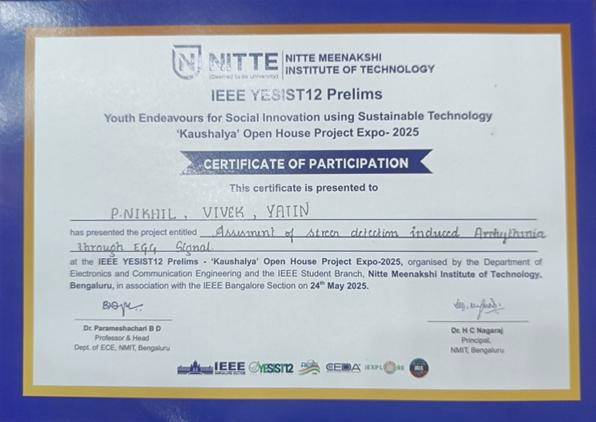 NITTE
(Deemed to be University)
NITTE MEENAKSHI
INSTITUTE OF TECHNOLOGY
IEEE YESIST12 Prelims
Youth Endeavours for Social Innovation using Sustainable Technology
'Kaushalya' Open House Project Expo- 2025
CERTIFICATE OF PARTICIPATION
This certificate is presented to
P.NIKHIL, VIVEK, YATIN
has presented the project entitled Assesment of stress detection induced Arrhythmia
through ECG Signal.
at the IEEE YESIST12 Prelims - 'Kaushalya' Open House Project Expo-2025, organised by the Department of
Electronics and Communication Engineering and the IEEE Student Branch, Nitte Meenakshi Institute of Technology,
Bengaluru, in association with the IEEE Bangalore Section on 24th May 2025.
Dr. Parameshachari B D
Professor & Head
Dept. of ECE, NMIT, Bengaluru
Dr. H C Nagaraj
Principal,
NMIT, Bengaluru
IEEE
BANGALORE SECTION
YESIST12
CEDA
IEXPLORE